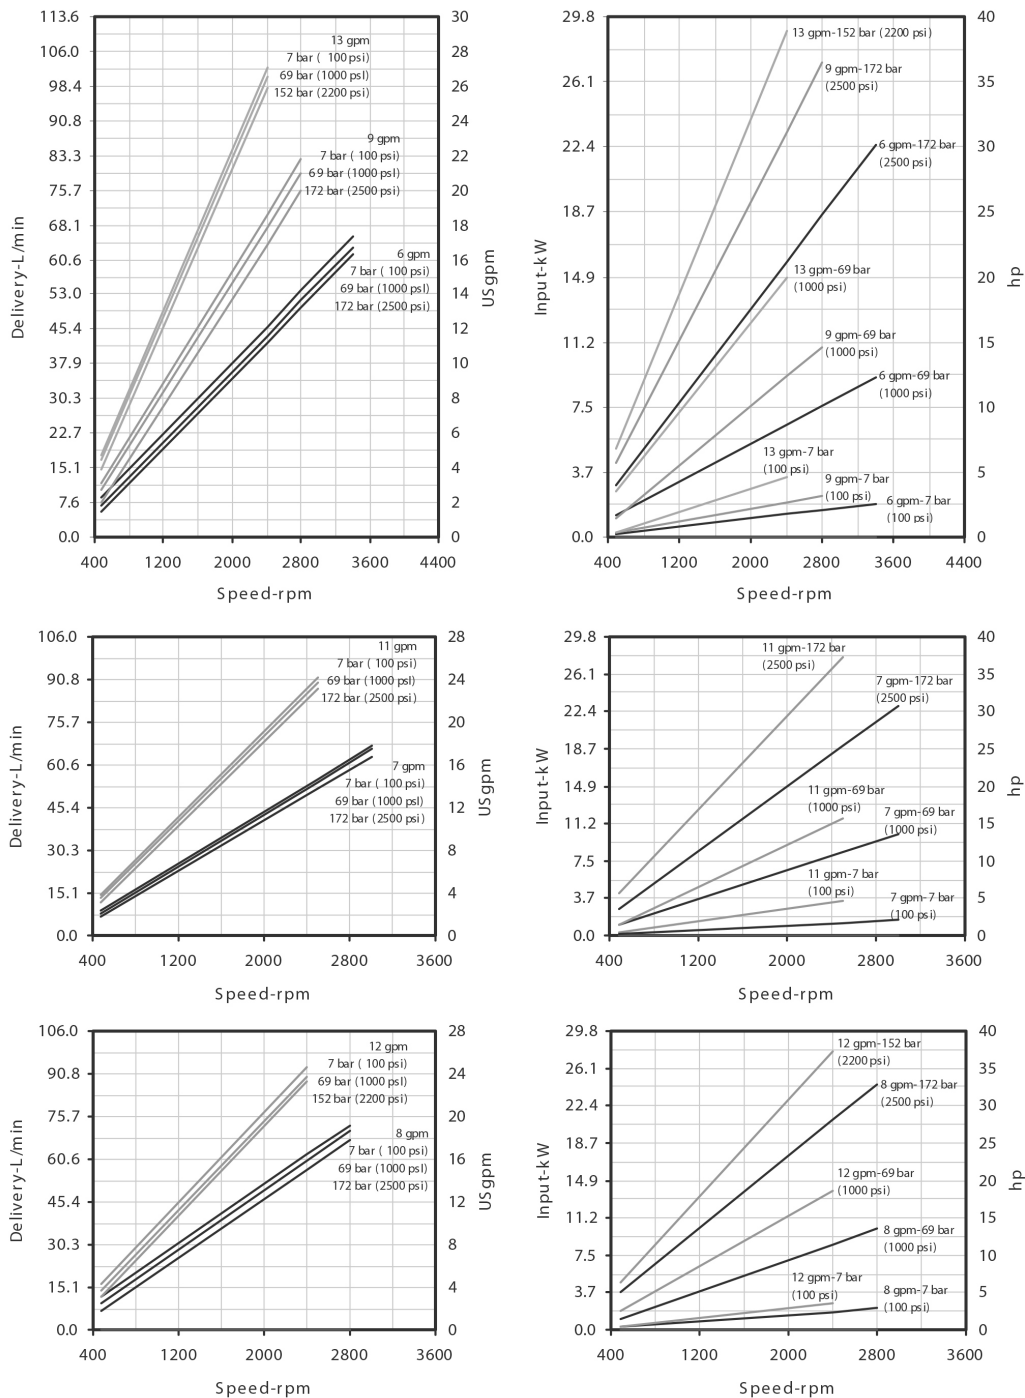 113.6
106.0
98.4
90.8
83.3
75.7
68.1
60.6
53.0
45.4
37.9
30.3
22.7
15.1
7.6
0.0
Delivery-L/min
13 gpm
7 bar ( 100 psi)
69 bar (1000 psl)
152 bar (2200 psi)
9 gpm
7 bar ( 100 psi)
69 bar (1000 psi)
172 bar (2500 psi)
6 gpm
7 bar ( 100 psi)
69 bar (1000 psl)
172 bar (2500 psi)
30
28
26
24
22
20
18
16
14
12
10
8
6
4
2
0
USgpm
400 1200 2000 2800 3600 4400
Speed-rpm
29.8
26.1
22.4
18.7
14.9
11.2
7.5
3.7
0.0
Input-kW
13 gpm-152 bar (2200 psi)
9 gpm-172 bar
(2500 psi)
6 gpm-172 bar
(2500 psi)
13 gpm-69 bar
(1000 psi)
9 gpm-69 bar
(1000 psi)
6 gpm-69 bar
(1000 psi)
13 gpm-7 bar
(100 psi)
9 gpm-7 bar
(100 psi)
6 gpm-7 bar
(100 psi)
40
35
30
25
20
15
10
5
0
hp
400 1200 2000 2800 3600 4400
Speed-rpm
106.0
90.8
75.7
60.6
45.4
30.3
15.1
0.0
Delivery-L/min
11 gpm
7 bar ( 100 psi)
69 bar (1000 psl)
172 bar (2500 psi)
7 gpm
7 bar ( 100 psi)
69 bar (1000 psl)
172 bar (2500 psi)
28
24
20
16
12
8
4
0
USgpm
400 1200 2000 2800 3600
Speed-rpm
29.8
26.1
22.4
18.7
14.9
11.2
7.5
3.7
0.0
Input-kW
11 gpm-172 bar
(2500 psi)
7 gpm-172 bar
(2500 psi)
11 gpm-69 bar
(1000 psi)
7 gpm-69 bar
(1000 psi)
11 gpm-7 bar
(100 psi)
7 gpm-7 bar
(100 psi)
40
35
30
25
20
15
10
5
0
hp
400 1200 2000 2800 3600
Speed-rpm
106.0
90.8
75.7
60.6
45.4
30.3
15.1
0.0
Delivery-L/min
12 gpm
7 bar ( 100 psi)
69 bar (1000 psl)
152 bar (2200 psi)
8 gpm
7 bar ( 100 psi)
69 bar (1000 psl)
172 bar (2500 psi)
28
24
20
16
12
8
4
0
USgpm
400 1200 2000 2800 3600
Speed-rpm
29.8
26.1
22.4
18.7
14.9
11.2
7.5
3.7
0.0
Input-kW
12 gpm-152 bar
(2200 psi)
8 gpm-172 bar
(2500 psi)
12 gpm-69 bar
(1000 psi)
8 gpm-69 bar
(1000 psi)
12 gpm-7 bar
(100 psi)
8 gpm-7 bar
(100 psi)
40
35
30
25
20
15
10
5
0
hp
400 1200 2000 2800 3600
Speed-rpm